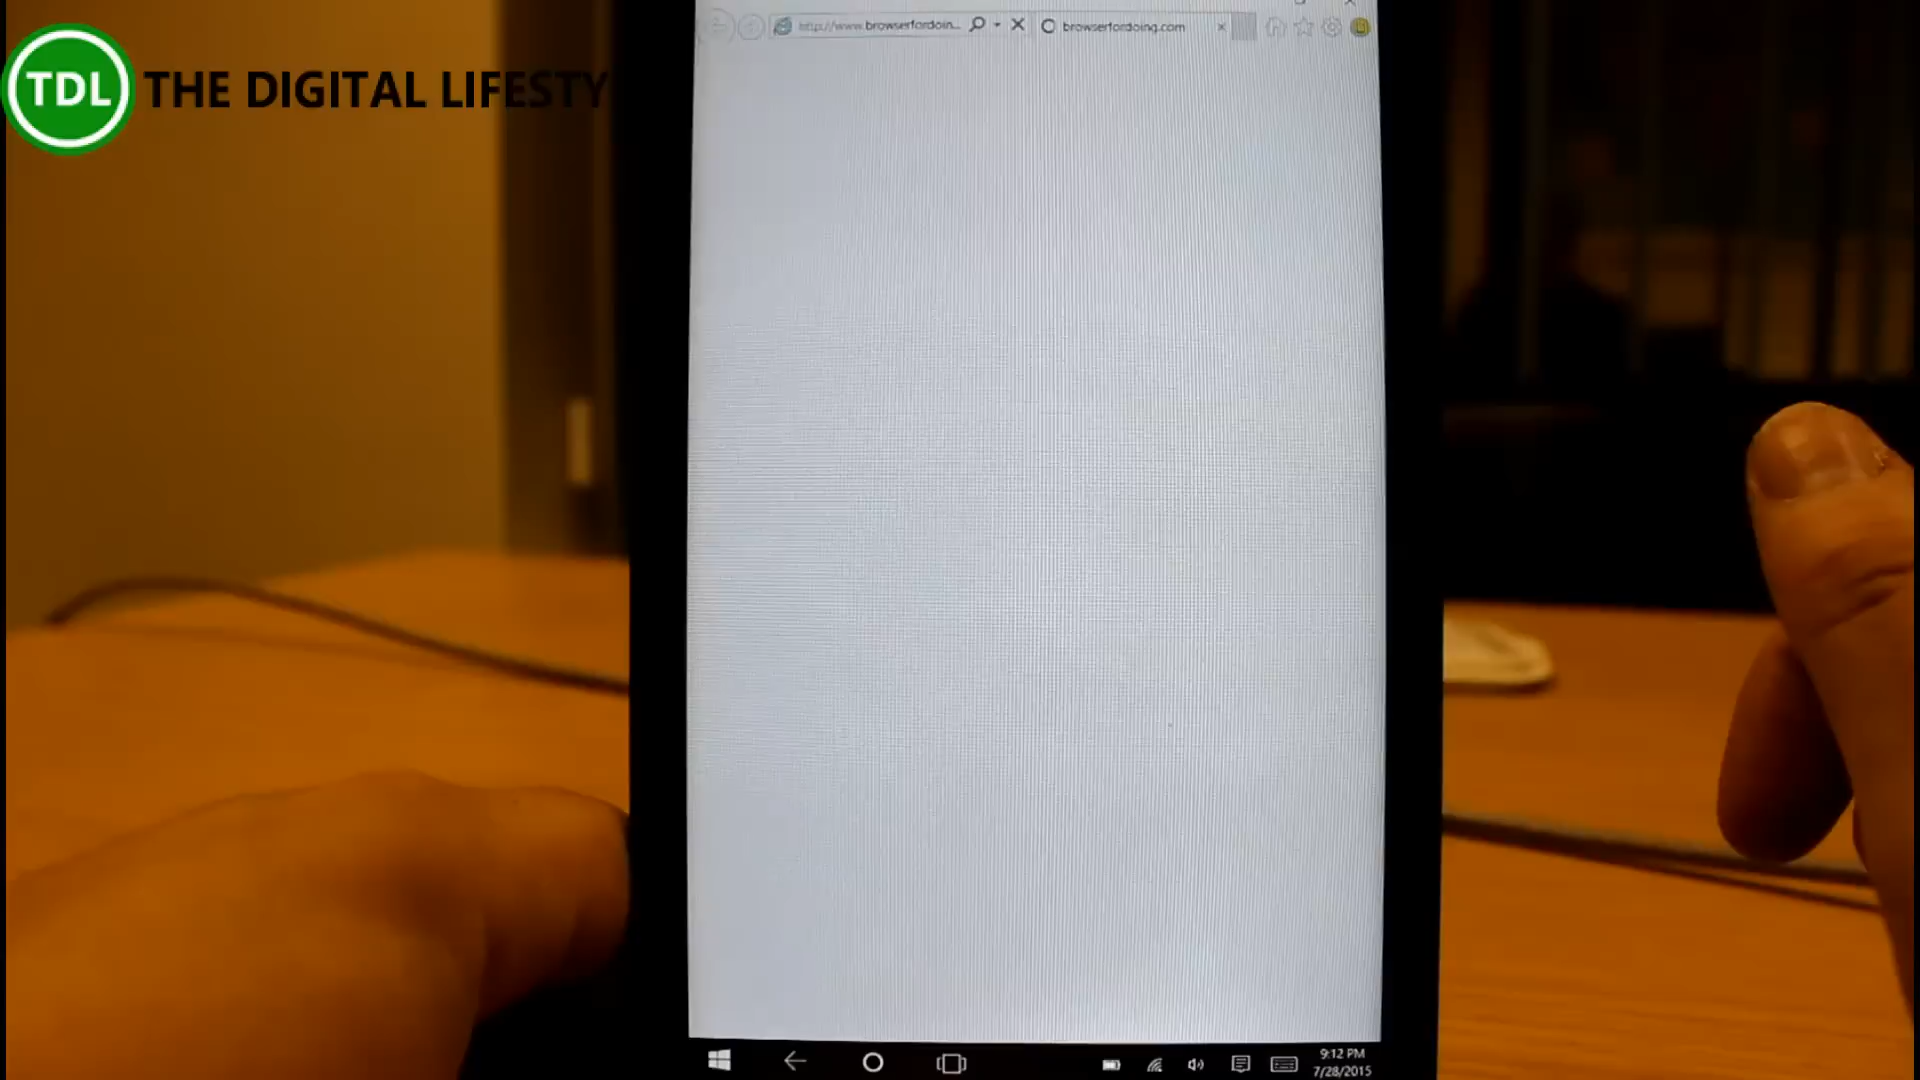 TDL THE DIGITAL LIFESTY
http://www.browserfordoin... browserfordoing.com
9:12 PM
7/28/2015